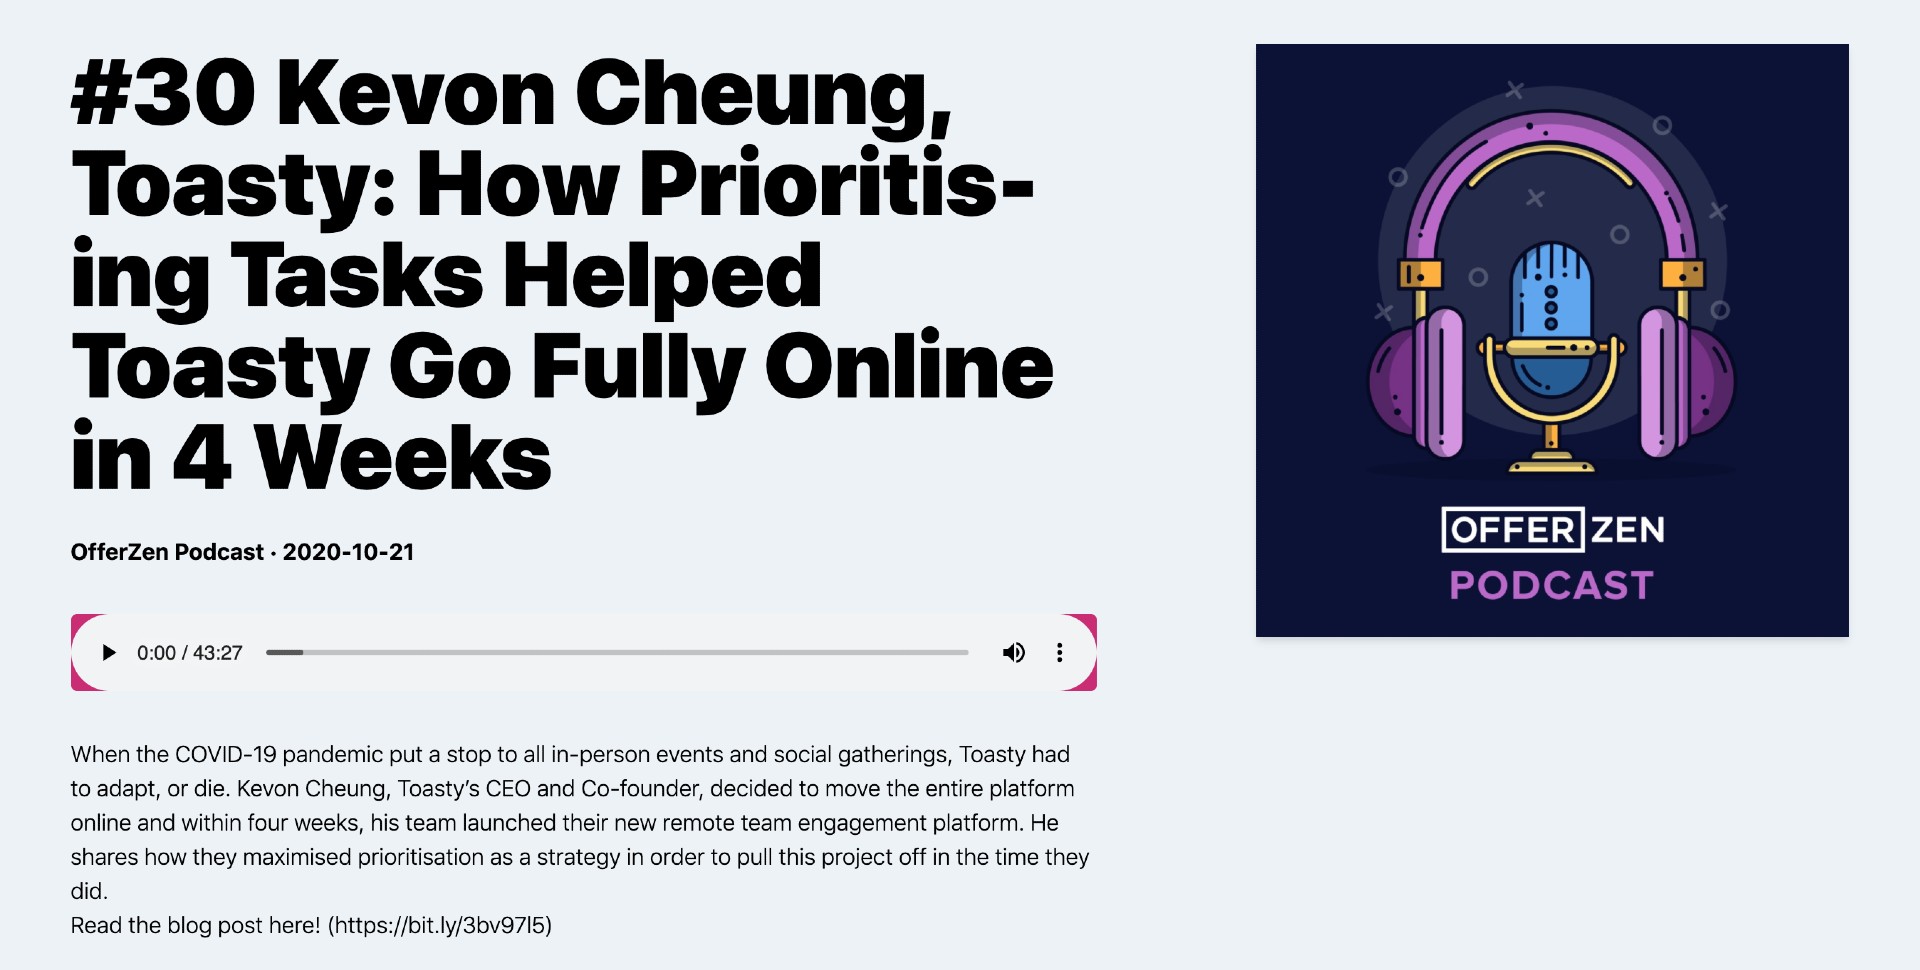 #30 Kevon Cheung,
Toasty: How Prioritis-
ing Tasks Helped
Toasty Go Fully Online
in 4 Weeks
OfferZen Podcast · 2020-10-21
0:00 / 43:27
When the COVID-19 pandemic put a stop to all in-person events and social gatherings, Toasty had
to adapt, or die. Kevon Cheung, Toasty’s CEO and Co-founder, decided to move the entire platform
online and within four weeks, his team launched their new remote team engagement platform. He
shares how they maximised prioritisation as a strategy in order to pull this project off in the time they
did.
Read the blog post here! (https://bit.ly/3bv97l5)
OFFER ZEN
PODCAST